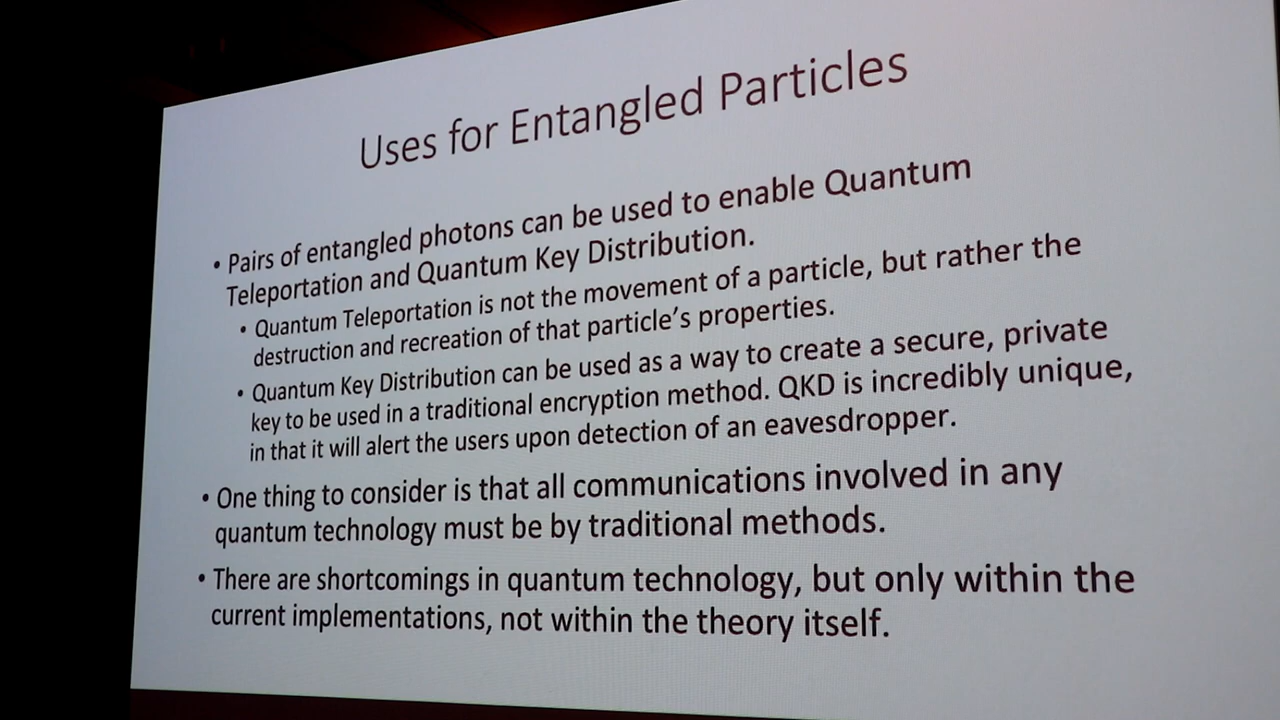 Uses for Entangled Particles
• Pairs of entangled photons can be used to enable Quantum
Teleportation and Quantum Key Distribution.
• Quantum Teleportation is not the movement of a particle, but rather the
destruction and recreation of that particle's properties.
• Quantum Key Distribution can be used as a way to create a secure, private
key to be used in a traditional encryption method. QKD is incredibly unique,
in that it will alert the users upon detection of an eavesdropper.
• One thing to consider is that all communications involved in any
quantum technology must be by traditional methods.
• There are shortcomings in quantum technology, but only within the
current implementations, not within the theory itself.